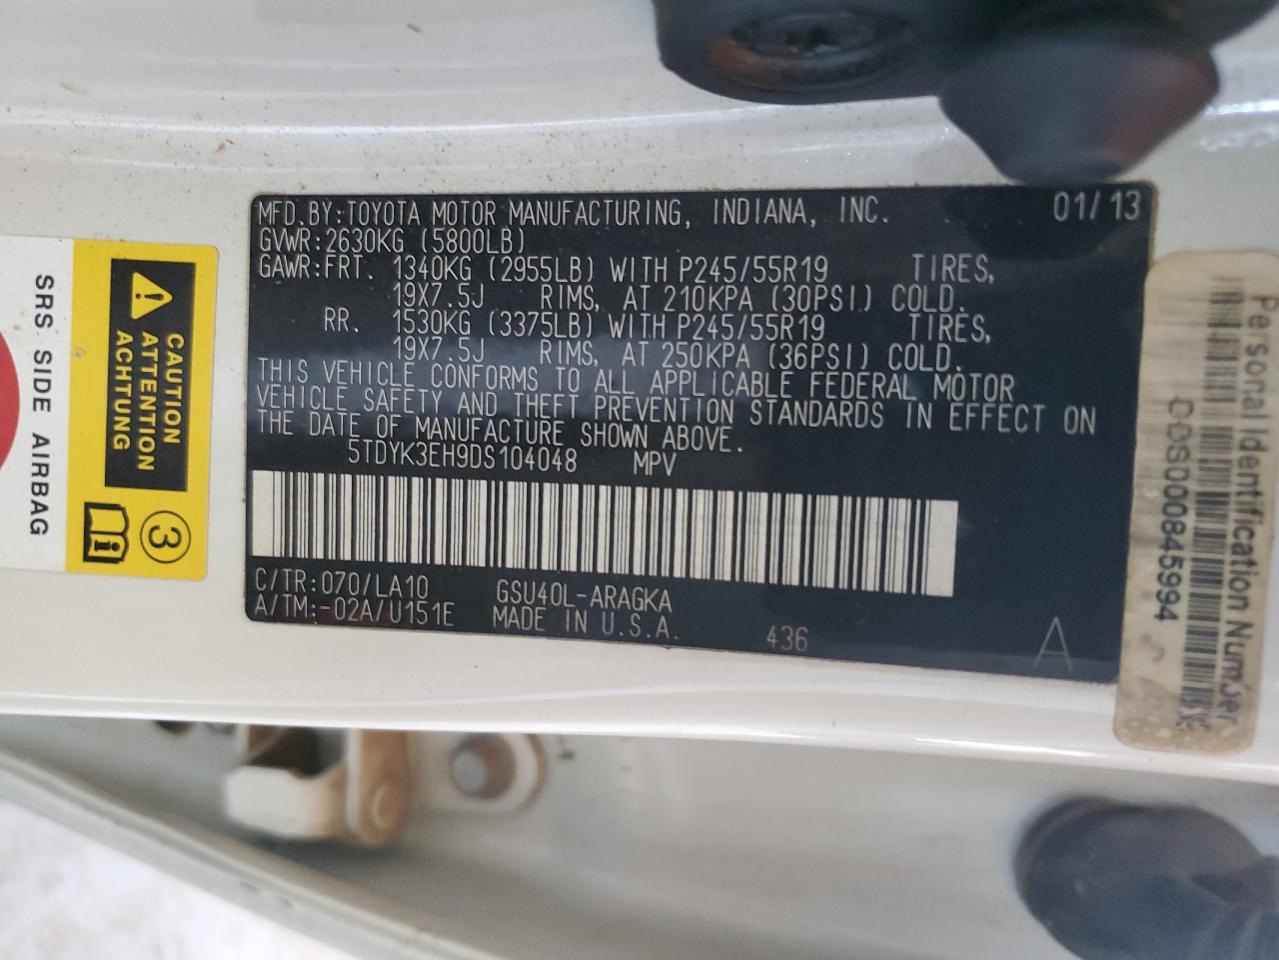 MFD.BY:TOYOTA MOTOR MANUFACTURING, INDIANA, INC. 01/13
GVWR:2630KG (5800LB)
GAWR:FRT. 1340KG (2955LB) WITH P245/55R19 TIRES,
19X7.5J RIMS, AT 210KPA (30PSI) COLD.
RR. 1530KG (3375LB) WITH P245/55R19 TIRES,
19X7.5J RIMS, AT 250KPA (36PSI) COLD.
THIS VEHICLE CONFORMS TO ALL APPLICABLE FEDERAL MOTOR
VEHICLE SAFETY AND THEFT PREVENTION STANDARDS IN EFFECT ON
THE DATE OF MANUFACTURE SHOWN ABOVE.
5TDYK3EH9DS104048 MPV
C/TR:070/LA10 GSU40L-ARAGKA
A/TM:-02A/U151E MADE IN U.S.A. 436
A
CAUTION
ATTENTION
ACHTUNG
3
SRS SIDE AIRBAG
Personal Identification Number
DDS000845994